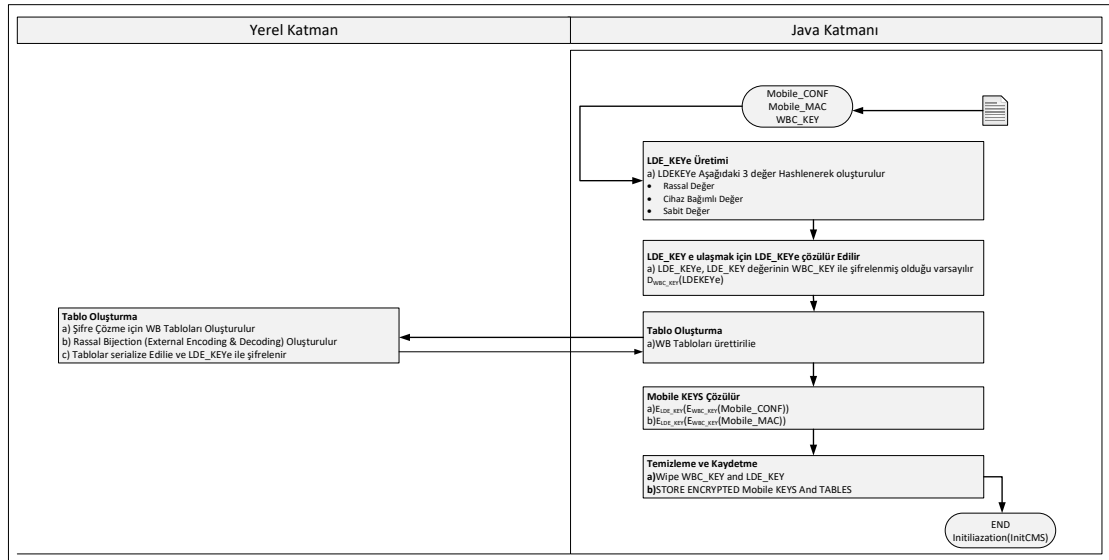 Yerel Katman
Java Katmanı
Mobile_CONF
Mobile_MAC
WBC_KEY
LDE_KEYe Üretimi
a) LDEKEYe Aşağıdaki 3 değer Hashlenerek oluşturulur
• Rassal Değer
• Cihaz Bağımlı Değer
• Sabit Değer
LDE_KEY e ulaşmak için LDE_KEYe çözülür Edilir
a) LDE_KEYe, LDE_KEY değerinin WBC_KEY ile şifrelenmiş olduğu varsayılır
DWBC_KEY(LDEKEYe)
Tablo Oluşturma
a) Şifre Çözme için WB Tabloları Oluşturulur
b) Rassal Bijection (External Encoding & Decoding) Oluşturulur
c) Tablolar serialize Edilie ve LDE_KEYe ile şifrelenir
Tablo Oluşturma
a)WB Tabloları ürettirilie
Mobile KEYS Çözülür
a)ELDE_KEY(EWBC_KEY(Mobile_CONF))
b)ELDE_KEY(EWBC_KEY(Mobile_MAC))
Temizleme ve Kaydetme
a)Wipe WBC_KEY and LDE_KEY
b)STORE ENCRYPTED Mobile KEYS And TABLES
END
Initiliazation(InitCMS)